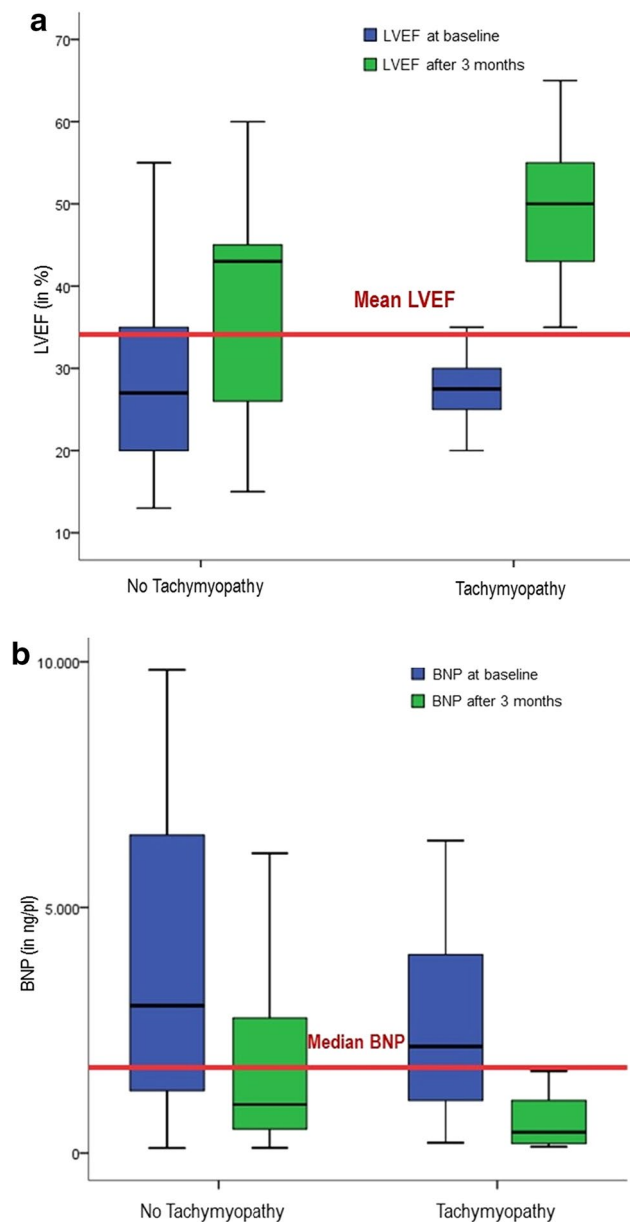 a
70
60
50
40
30
20
10
LVEF (in %)
LVEF at baseline
LVEF after 3 months
Mean LVEF
No Tachymyopathy
Tachymyopathy
b
10.000
5.000
0
BNP (in ng/pl)
BNP at baseline
BNP after 3 months
Median BNP
No Tachymyopathy
Tachymyopathy